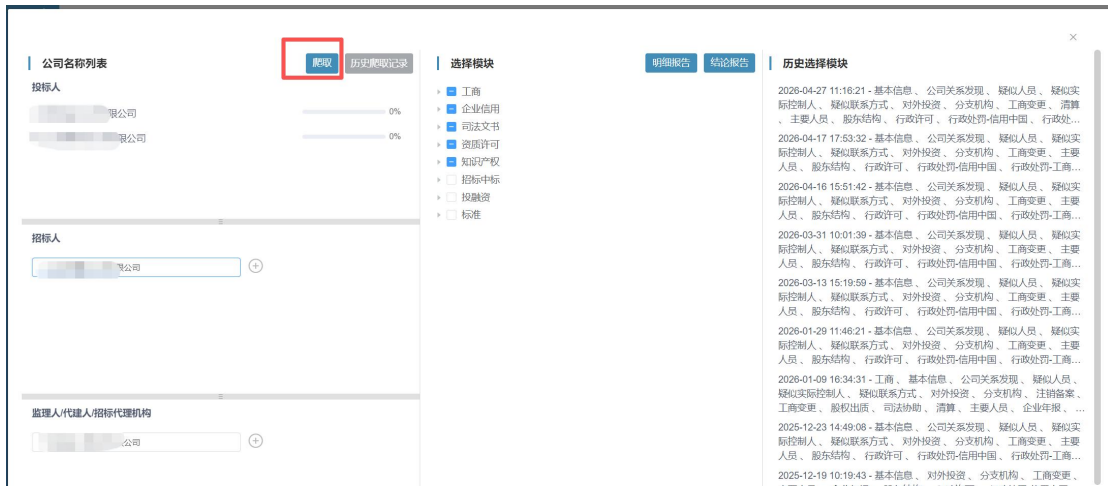 公司名称列表
爬取
历史爬取记录
投标人
限公司
0%
限公司
0%
招标人
限公司
监理人/代建人/招标代理机构
公司
选择模块
明细报告
结论报告
工商
企业信用
司法文书
资质许可
知识产权
招标中标
投融资
标准
历史选择模块
2026-04-27 11:16:21 - 基本信息 、 公司关系发现 、 疑似人员 、 疑似实
际控制人 、 疑似联系方式 、 对外投资 、 分支机构 、 工商变更 、 清算
、 主要人员 、 股东结构 、 行政许可 、 行政处罚-信用中国 、 行政处...
2026-04-17 17:53:32 - 基本信息 、 公司关系发现 、 疑似人员 、 疑似实
际控制人 、 疑似联系方式 、 对外投资 、 分支机构 、 工商变更 、 主要
人员 、 股东结构 、 行政许可 、 行政处罚-信用中国 、 行政处罚-工商...
2026-04-16 15:51:42 - 基本信息 、 公司关系发现 、 疑似人员 、 疑似实
际控制人 、 疑似联系方式 、 对外投资 、 分支机构 、 工商变更 、 主要
人员 、 股东结构 、 行政许可 、 行政处罚-信用中国 、 行政处罚-工商...
2026-03-31 10:01:39 - 基本信息 、 公司关系发现 、 疑似人员 、 疑似实
际控制人 、 疑似联系方式 、 对外投资 、 分支机构 、 工商变更 、 主要
人员 、 股东结构 、 行政许可 、 行政处罚-信用中国 、 行政处罚-工商...
2026-03-13 15:19:59 - 基本信息 、 公司关系发现 、 疑似人员 、 疑似实
际控制人 、 疑似联系方式 、 对外投资 、 分支机构 、 工商变更 、 主要
人员 、 股东结构 、 行政许可 、 行政处罚-信用中国 、 行政处罚-工商...
2026-01-29 11:46:21 - 基本信息 、 公司关系发现 、 疑似人员 、 疑似实
际控制人 、 疑似联系方式 、 对外投资 、 分支机构 、 工商变更 、 主要
人员 、 股东结构 、 行政许可 、 行政处罚-信用中国 、 行政处罚-工商...
2026-01-09 16:34:31 - 工商 、 基本信息 、 公司关系发现 、 疑似人员 、
疑似实际控制人 、 疑似联系方式 、 对外投资 、 分支机构 、 注销备案 、
工商变更 、 股权出质 、 司法协助 、 清算 、 主要人员 、 企业年报 、 ...
2025-12-23 14:49:08 - 基本信息 、 公司关系发现 、 疑似人员 、 疑似实
际控制人 、 疑似联系方式 、 对外投资 、 分支机构 、 工商变更 、 主要
人员 、 股东结构 、 行政许可 、 行政处罚-信用中国 、 行政处罚-工商...
2025-12-19 10:19:43 - 基本信息 、 对外投资 、 分支机构 、 工商变更 、